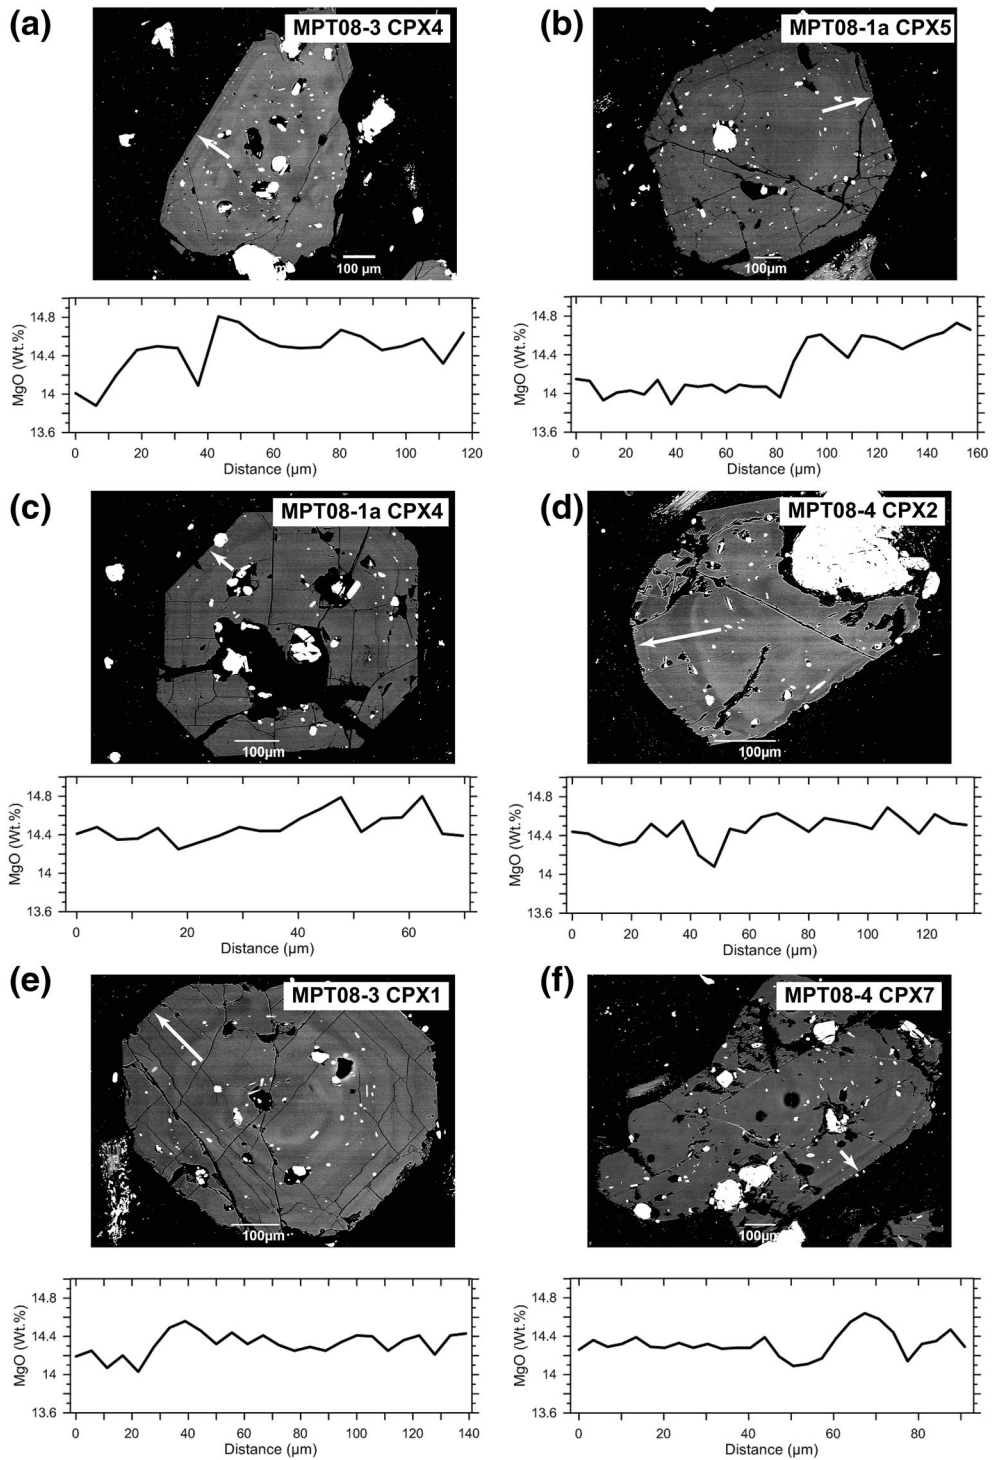 (a) MPT08-3 CPX4
100 µm
14.8
14.4
14
13.6
MgO (Wt.%)
0 20 40 60 80 100 120
Distance (µm)
(b) MPT08-1a CPX5
100µm
14.8
14.4
14
13.6
MgO (Wt.%)
0 20 40 60 80 100 120 140 160
Distance (µm)
(c) MPT08-1a CPX4
100µm
14.8
14.4
14
13.6
MgO (Wt.%)
0 20 40 60
Distance (µm)
(d) MPT08-4 CPX2
100µm
14.8
14.4
14
13.6
MgO (Wt.%)
0 20 40 60 80 100 120
Distance (µm)
(e) MPT08-3 CPX1
100µm
14.8
14.4
14
13.6
MgO (Wt.%)
0 20 40 60 80 100 120 140
Distance (µm)
(f) MPT08-4 CPX7
100µm
14.8
14.4
14
13.6
MgO (Wt.%)
0 20 40 60 80
Distance (µm)